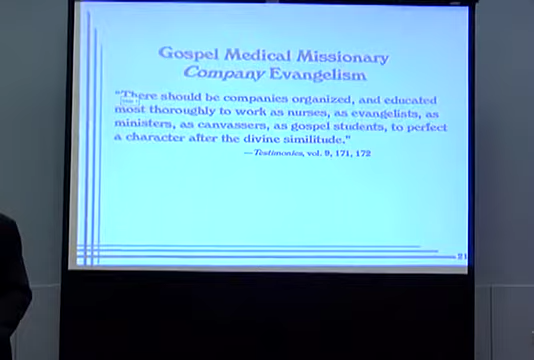 Gospel Medical Missionary
Company Evangelism
"There should be companies organized, and educated
most thoroughly to work as nurses, as evangelists, as
ministers, as canvassers, as gospel students, to perfect
a character after the divine similitude."
—Testimonies, vol. 9, 171, 172
21